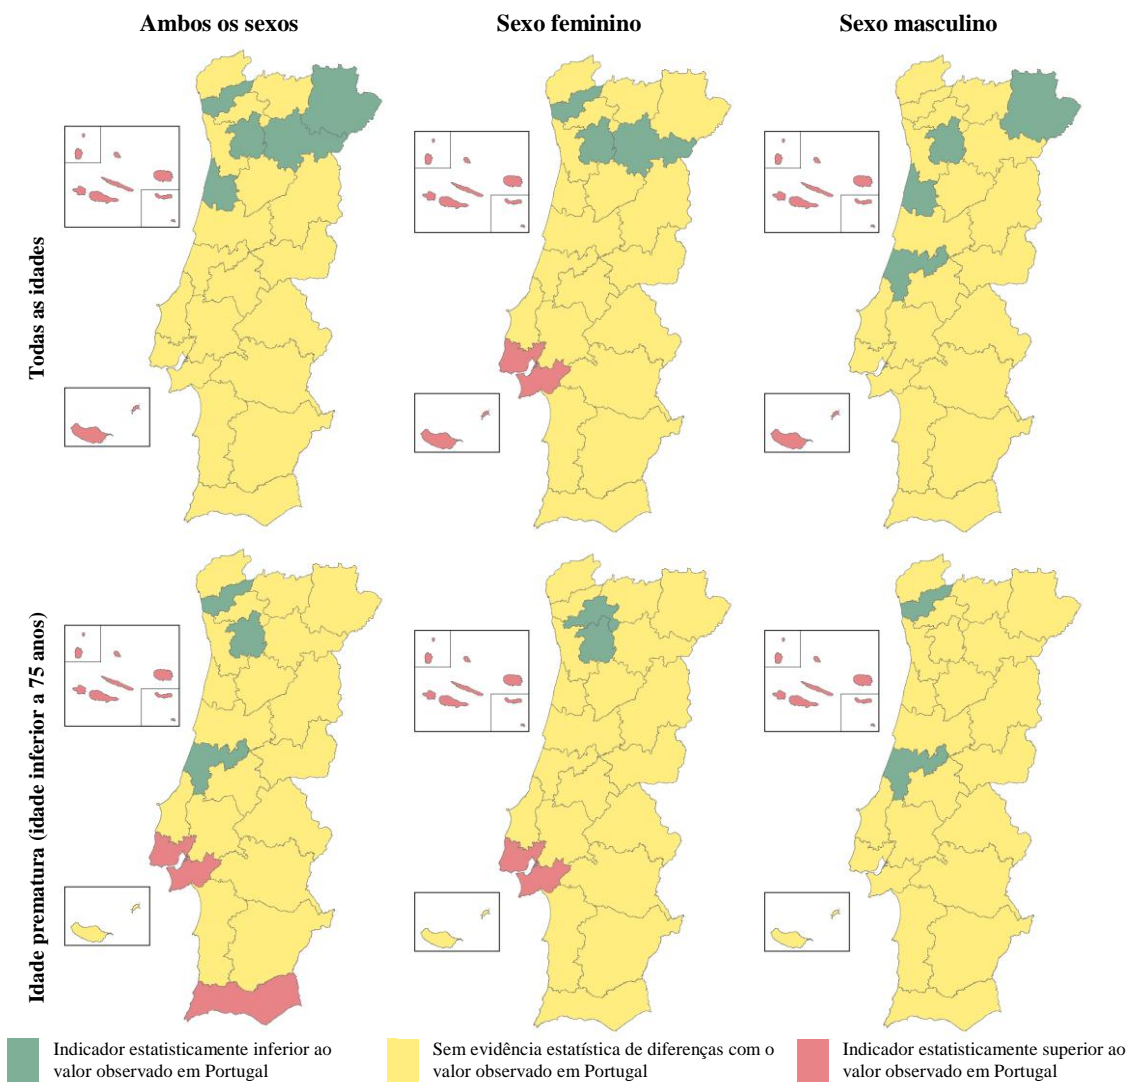 Ambos os sexos
Sexo feminino
Sexo masculino
Todas as idades
Idade prematura (idade inferior a 75 anos)
Indicador estatisticamente inferior ao
valor observado em Portugal
Sem evidência estatística de diferenças com o
valor observado em Portugal
Indicador estatisticamente superior ao
valor observado em Portugal